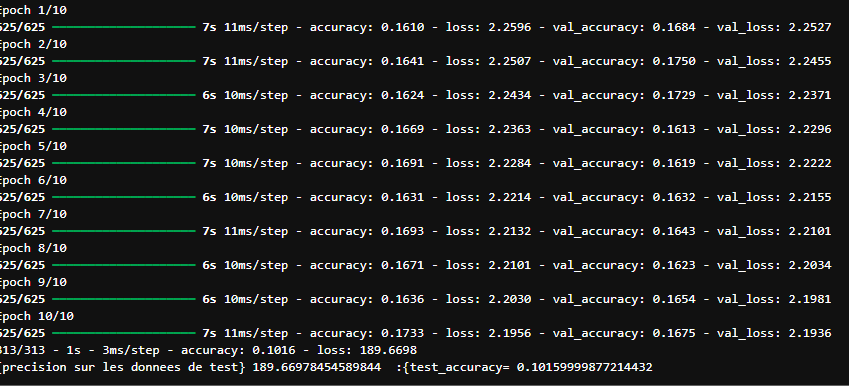 Epoch 1/10
625/625 ━━━━━━━━━━━━━━━━━━━━ 7s 11ms/step - accuracy: 0.1610 - loss: 2.2596 - val_accuracy: 0.1684 - val_loss: 2.2527
Epoch 2/10
625/625 ━━━━━━━━━━━━━━━━━━━━ 7s 11ms/step - accuracy: 0.1641 - loss: 2.2507 - val_accuracy: 0.1750 - val_loss: 2.2455
Epoch 3/10
625/625 ━━━━━━━━━━━━━━━━━━━━ 6s 10ms/step - accuracy: 0.1624 - loss: 2.2434 - val_accuracy: 0.1729 - val_loss: 2.2371
Epoch 4/10
625/625 ━━━━━━━━━━━━━━━━━━━━ 7s 10ms/step - accuracy: 0.1669 - loss: 2.2363 - val_accuracy: 0.1613 - val_loss: 2.2296
Epoch 5/10
625/625 ━━━━━━━━━━━━━━━━━━━━ 7s 10ms/step - accuracy: 0.1691 - loss: 2.2284 - val_accuracy: 0.1619 - val_loss: 2.2222
Epoch 6/10
625/625 ━━━━━━━━━━━━━━━━━━━━ 6s 10ms/step - accuracy: 0.1631 - loss: 2.2214 - val_accuracy: 0.1632 - val_loss: 2.2155
Epoch 7/10
625/625 ━━━━━━━━━━━━━━━━━━━━ 7s 11ms/step - accuracy: 0.1693 - loss: 2.2132 - val_accuracy: 0.1643 - val_loss: 2.2101
Epoch 8/10
625/625 ━━━━━━━━━━━━━━━━━━━━ 6s 10ms/step - accuracy: 0.1671 - loss: 2.2101 - val_accuracy: 0.1623 - val_loss: 2.2034
Epoch 9/10
625/625 ━━━━━━━━━━━━━━━━━━━━ 6s 10ms/step - accuracy: 0.1636 - loss: 2.2030 - val_accuracy: 0.1654 - val_loss: 2.1981
Epoch 10/10
625/625 ━━━━━━━━━━━━━━━━━━━━ 7s 11ms/step - accuracy: 0.1733 - loss: 2.1956 - val_accuracy: 0.1675 - val_loss: 2.1936
313/313 - 1s - 3ms/step - accuracy: 0.1016 - loss: 189.6698
{precision sur les donnees de test} 189.66978454589844  :{test_accuracy= 0.10159999877214432